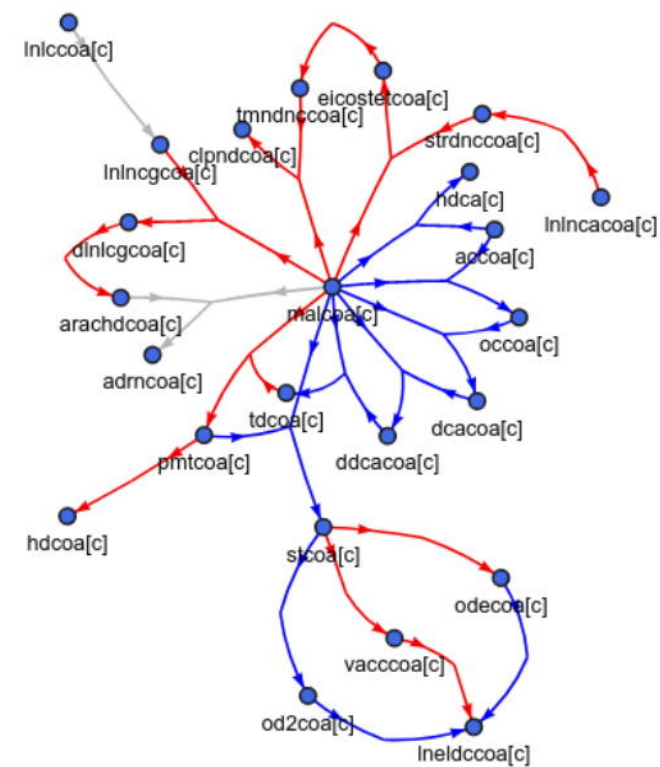 lnlccoa[c]
eicostetcoa[c]
tmndnccoa[c]
strdnccoa[c]
clpndcoa[c]
lnlncgcoa[c]
hdca[c]
lnlncacoa[c]
dlnlcgcoa[c]
accoa[c]
malcoa[c]
arachdcoa[c]
occoa[c]
adrncoa[c]
tdcoa[c]
dcacoa[c]
pmtcoa[c]
ddcacoa[c]
hdcoa[c]
stcoa[c]
odecoa[c]
vacccoa[c]
od2coa[c]
lneldccoa[c]